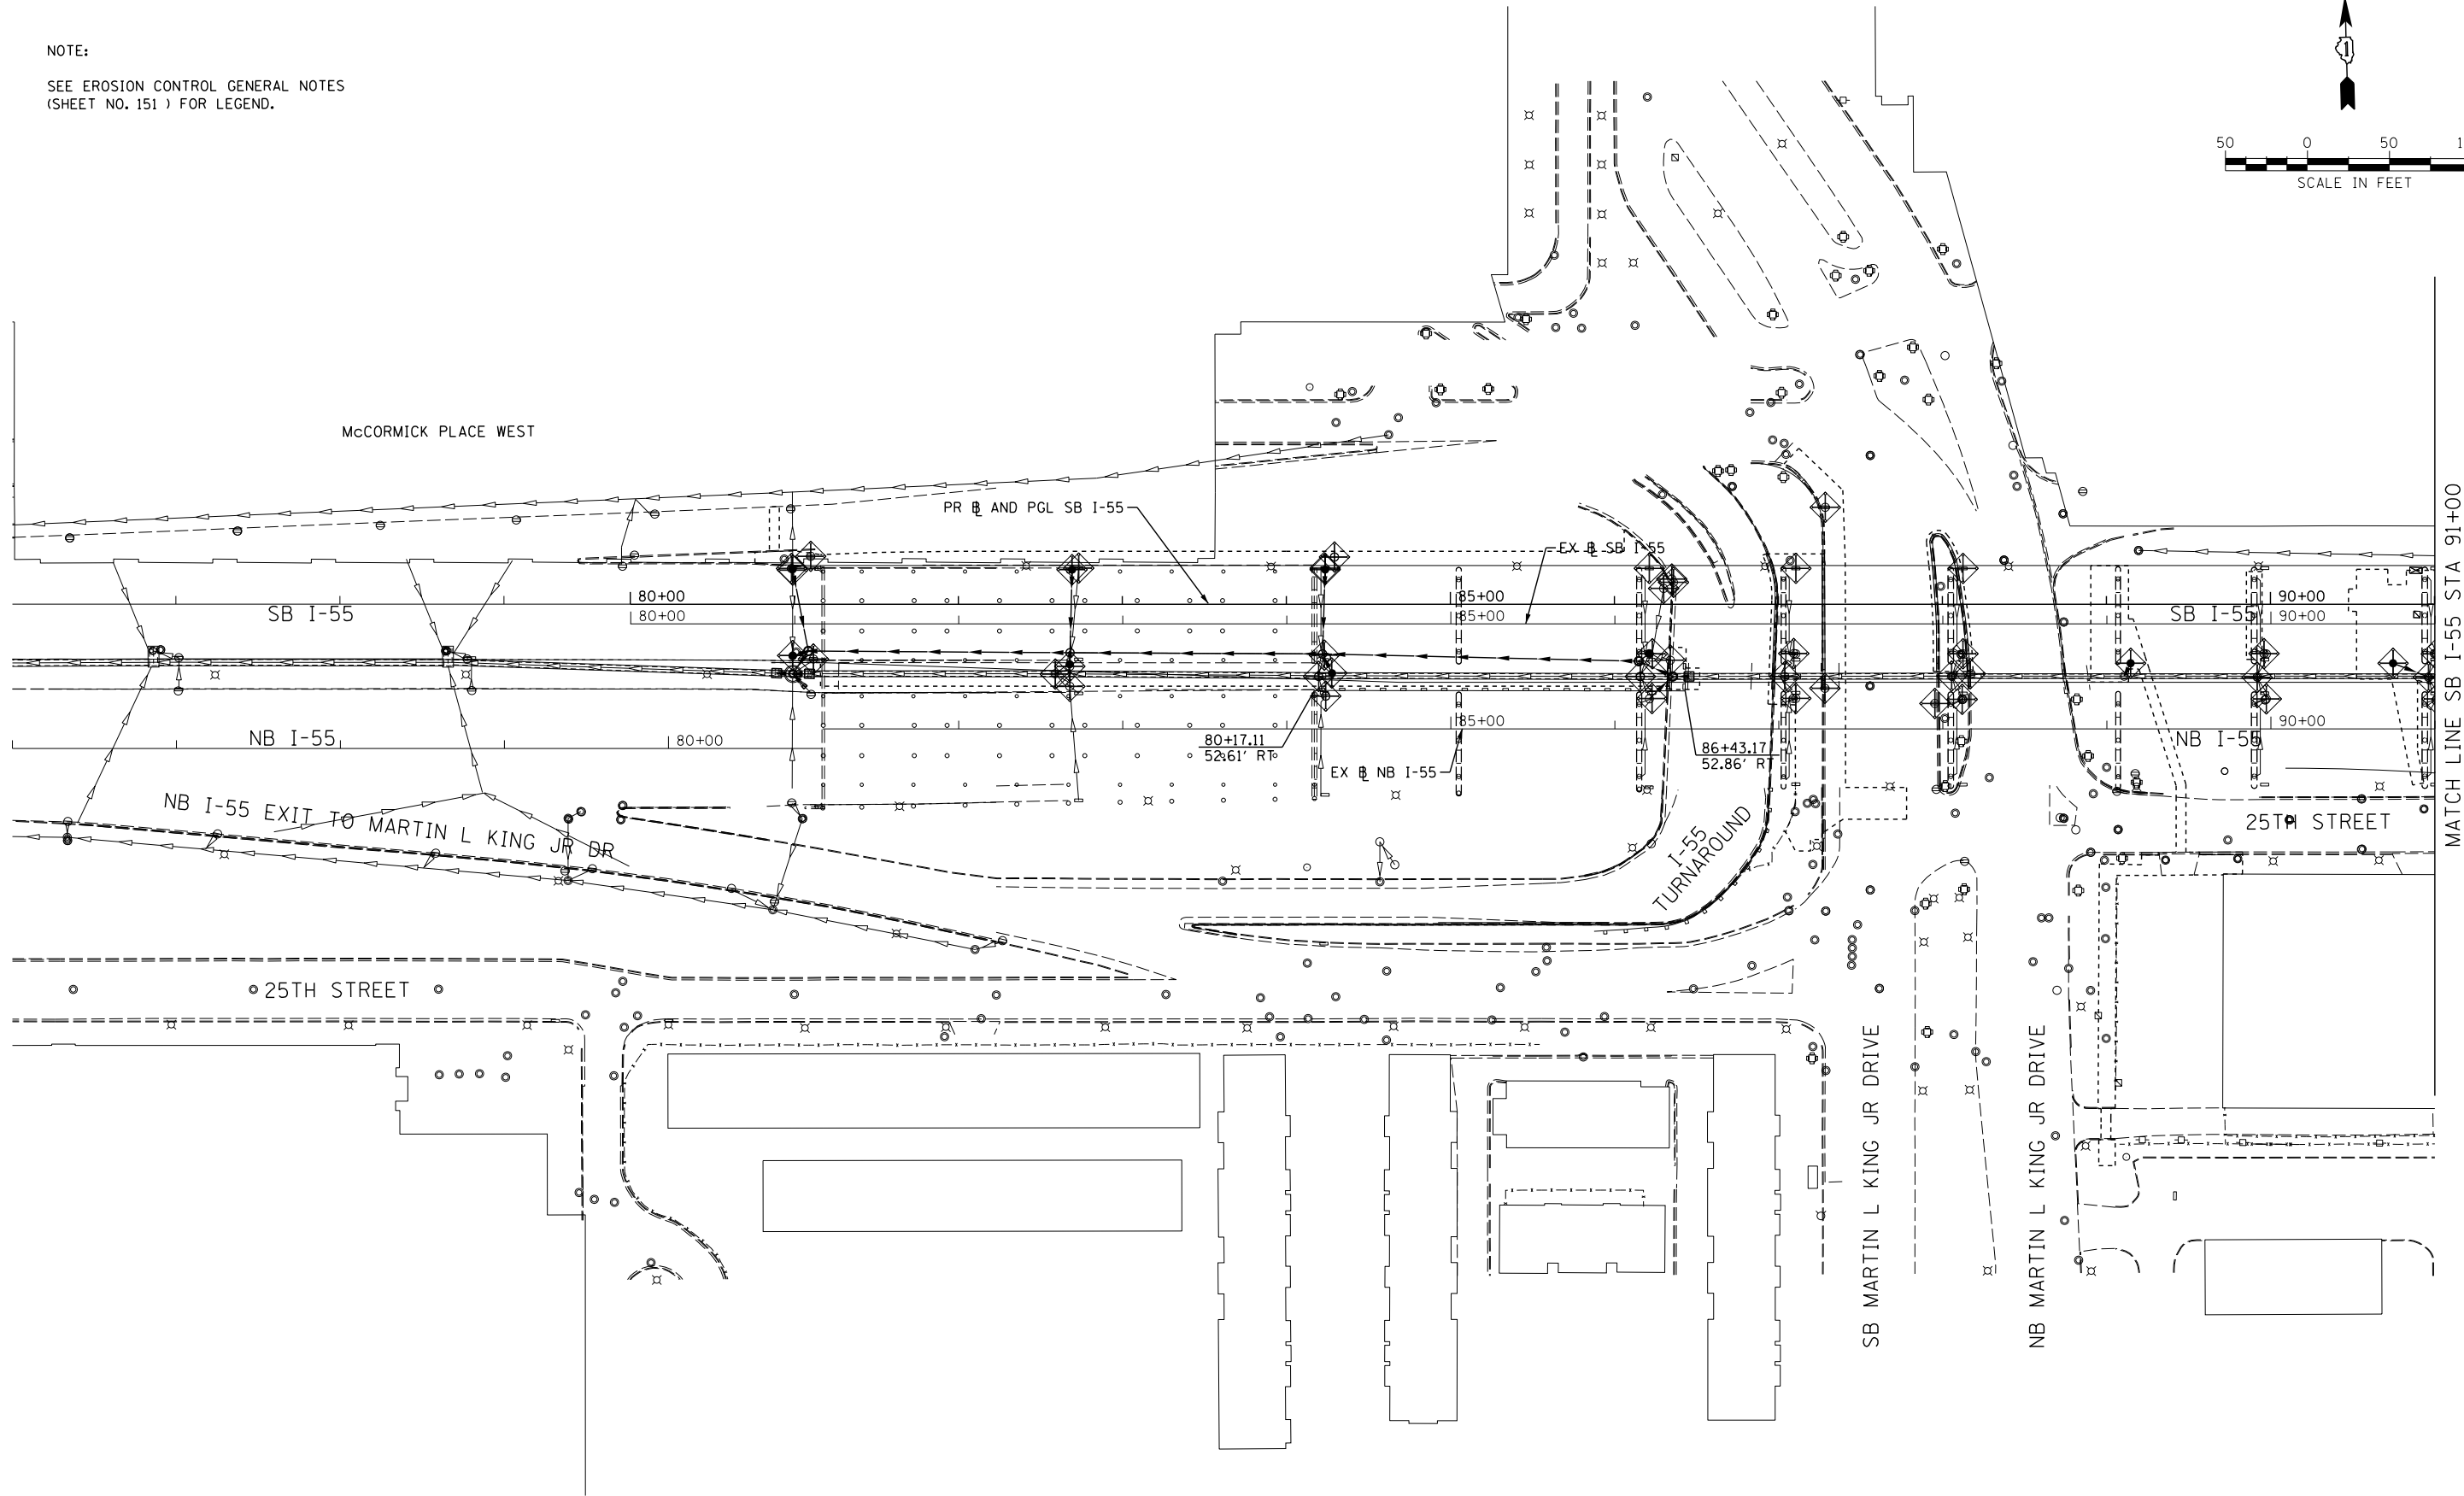 NOTE:
SEE EROSION CONTROL GENERAL NOTES
(SHEET NO. 151 ) FOR LEGEND.
1
50 0 50 1
SCALE IN FEET
McCORMICK PLACE WEST
PR BL AND PGL SB I-55
EX BL SB I-55
80+00 85+00 90+00
SB I-55
80+00 85+00 90+00
SB I-55
NB I-55
80+00 85+00 90+00
NB I-55
80+17.11
52.61' RT
86+43.17
52.86' RT
EX BL NB I-55
NB I-55 EXIT TO MARTIN L KING JR DR
I-55
TURNAROUND
25TH STREET
25TH STREET
SB MARTIN L KING JR DRIVE
NB MARTIN L KING JR DRIVE
MATCH LINE SB I-55 STA 91+00